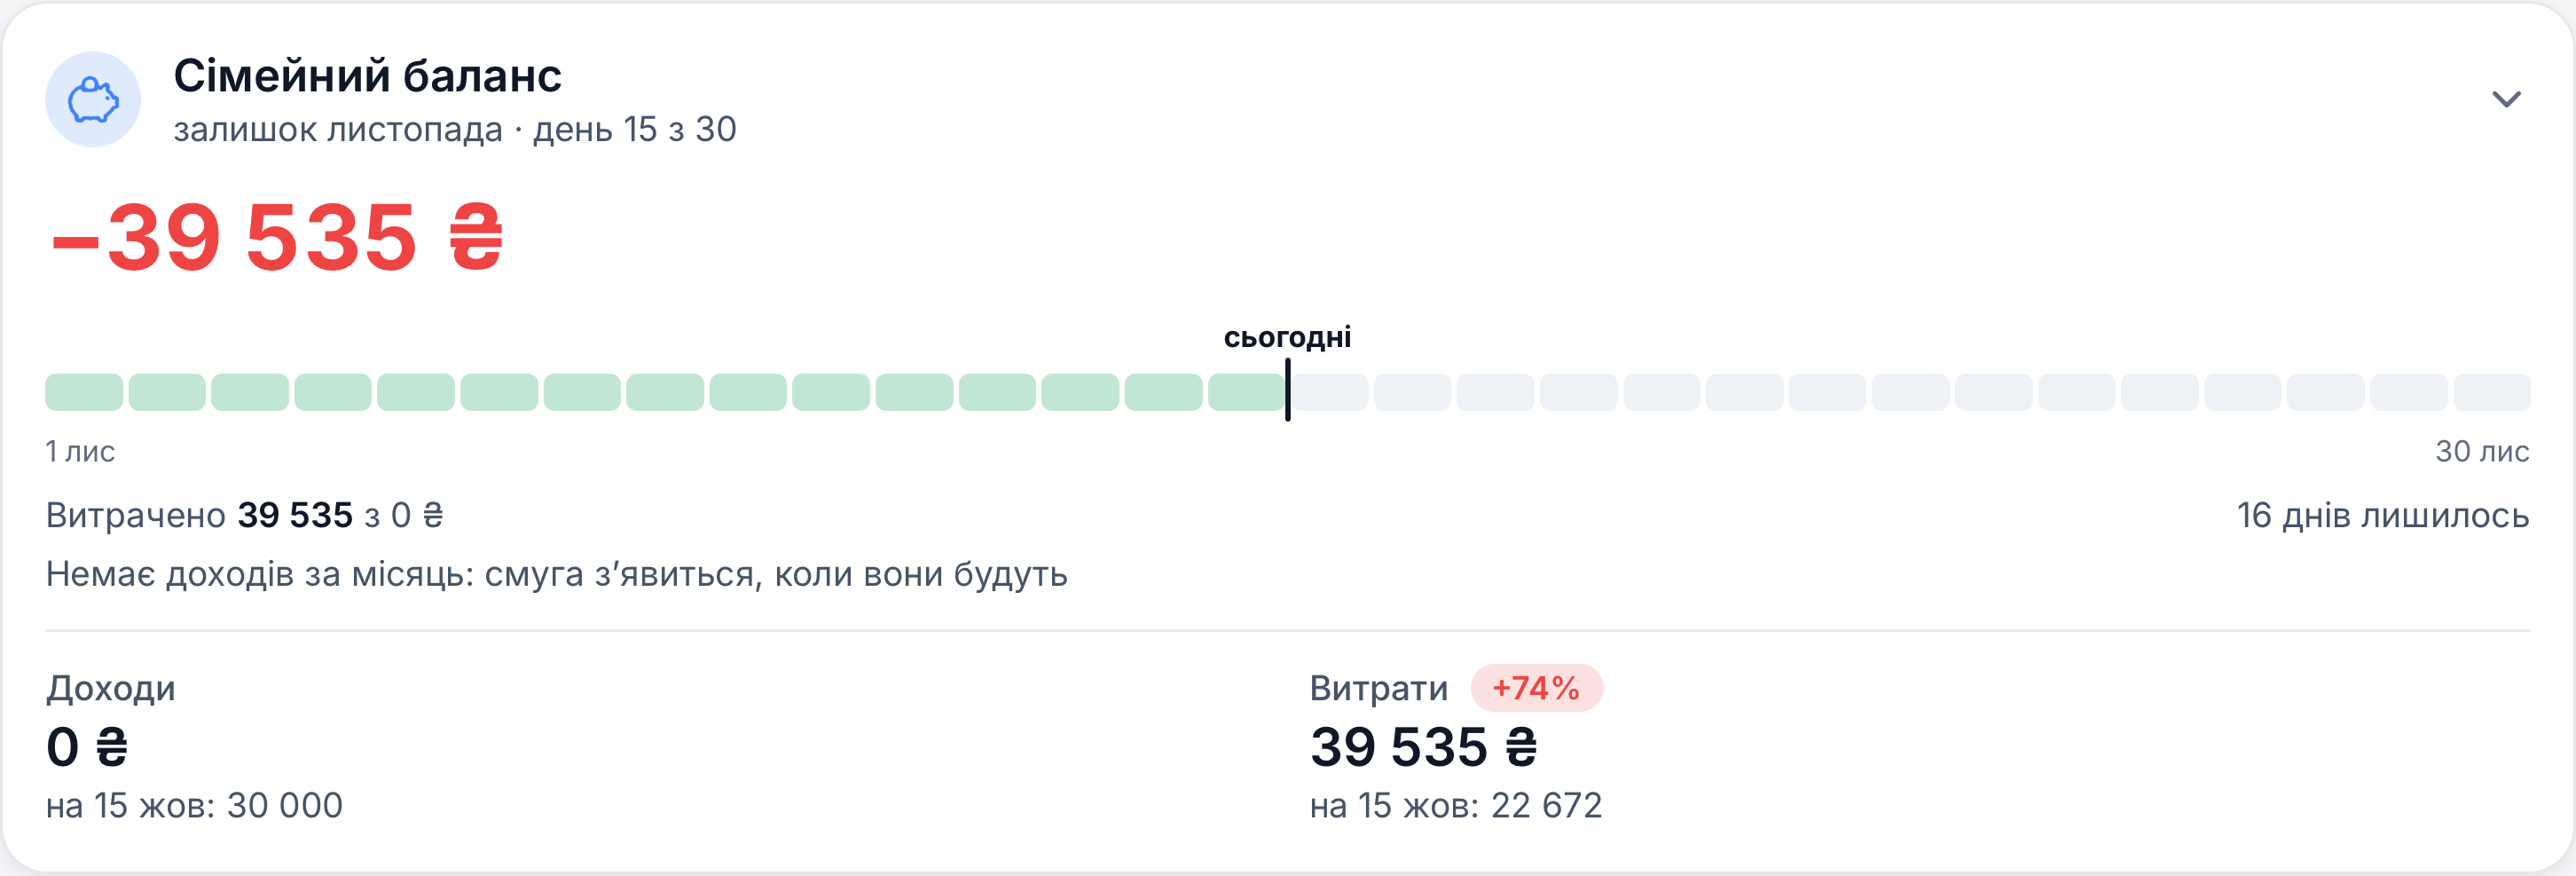 Сімейний баланс
залишок листопада · день 15 з 30
−39 535 ₴
сьогодні
1 лис
30 лис
Витрачено 39 535 з 0 ₴
16 днів лишилось
Немає доходів за місяць: смуга зʼявиться, коли вони будуть
Доходи
0 ₴
на 15 жов: 30 000
Витрати +74%
39 535 ₴
на 15 жов: 22 672